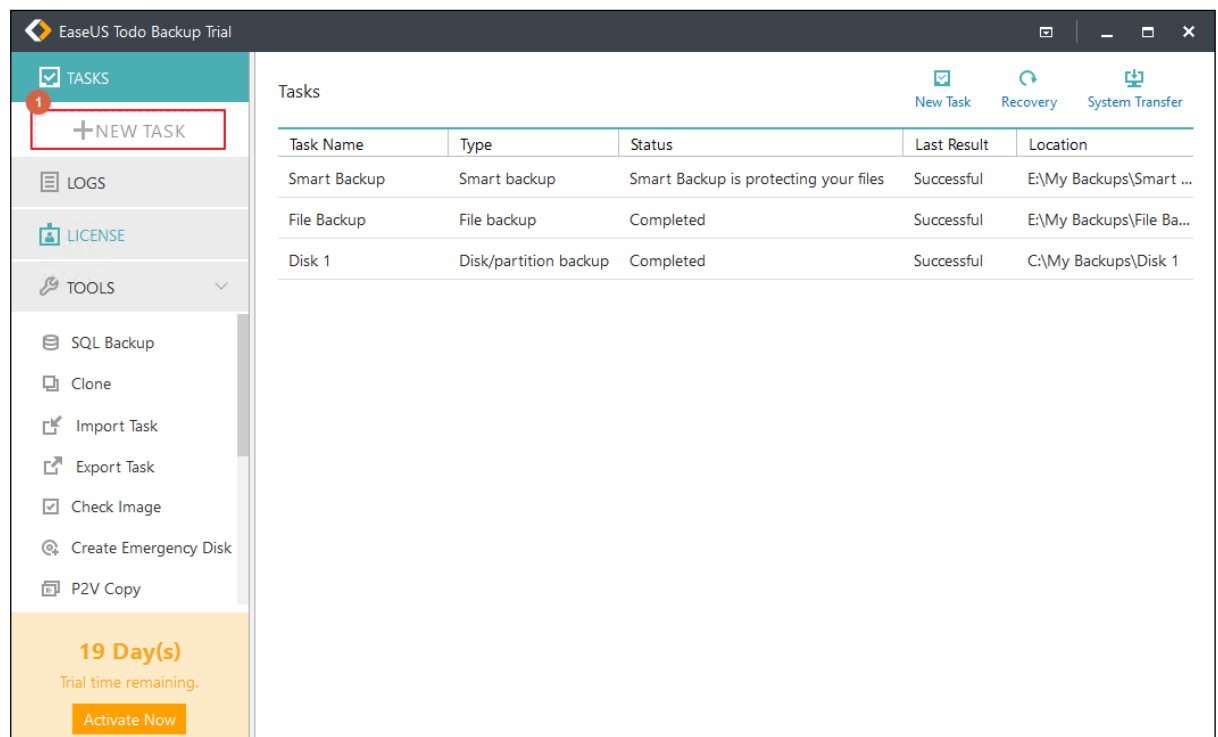 EaseUS Todo Backup Trial
TASKS
1
+NEW TASK
LOGS
LICENSE
TOOLS
SQL Backup
Clone
Import Task
Export Task
Check Image
Create Emergency Disk
P2V Copy
19 Day(s)
Trial time remaining.
Activate Now
Tasks
New Task Recovery System Transfer
Task Name Type Status Last Result Location
Smart Backup Smart backup Smart Backup is protecting your files Successful E:\My Backups\Smart ...
File Backup File backup Completed Successful E:\My Backups\File Ba...
Disk 1 Disk/partition backup Completed Successful C:\My Backups\Disk 1